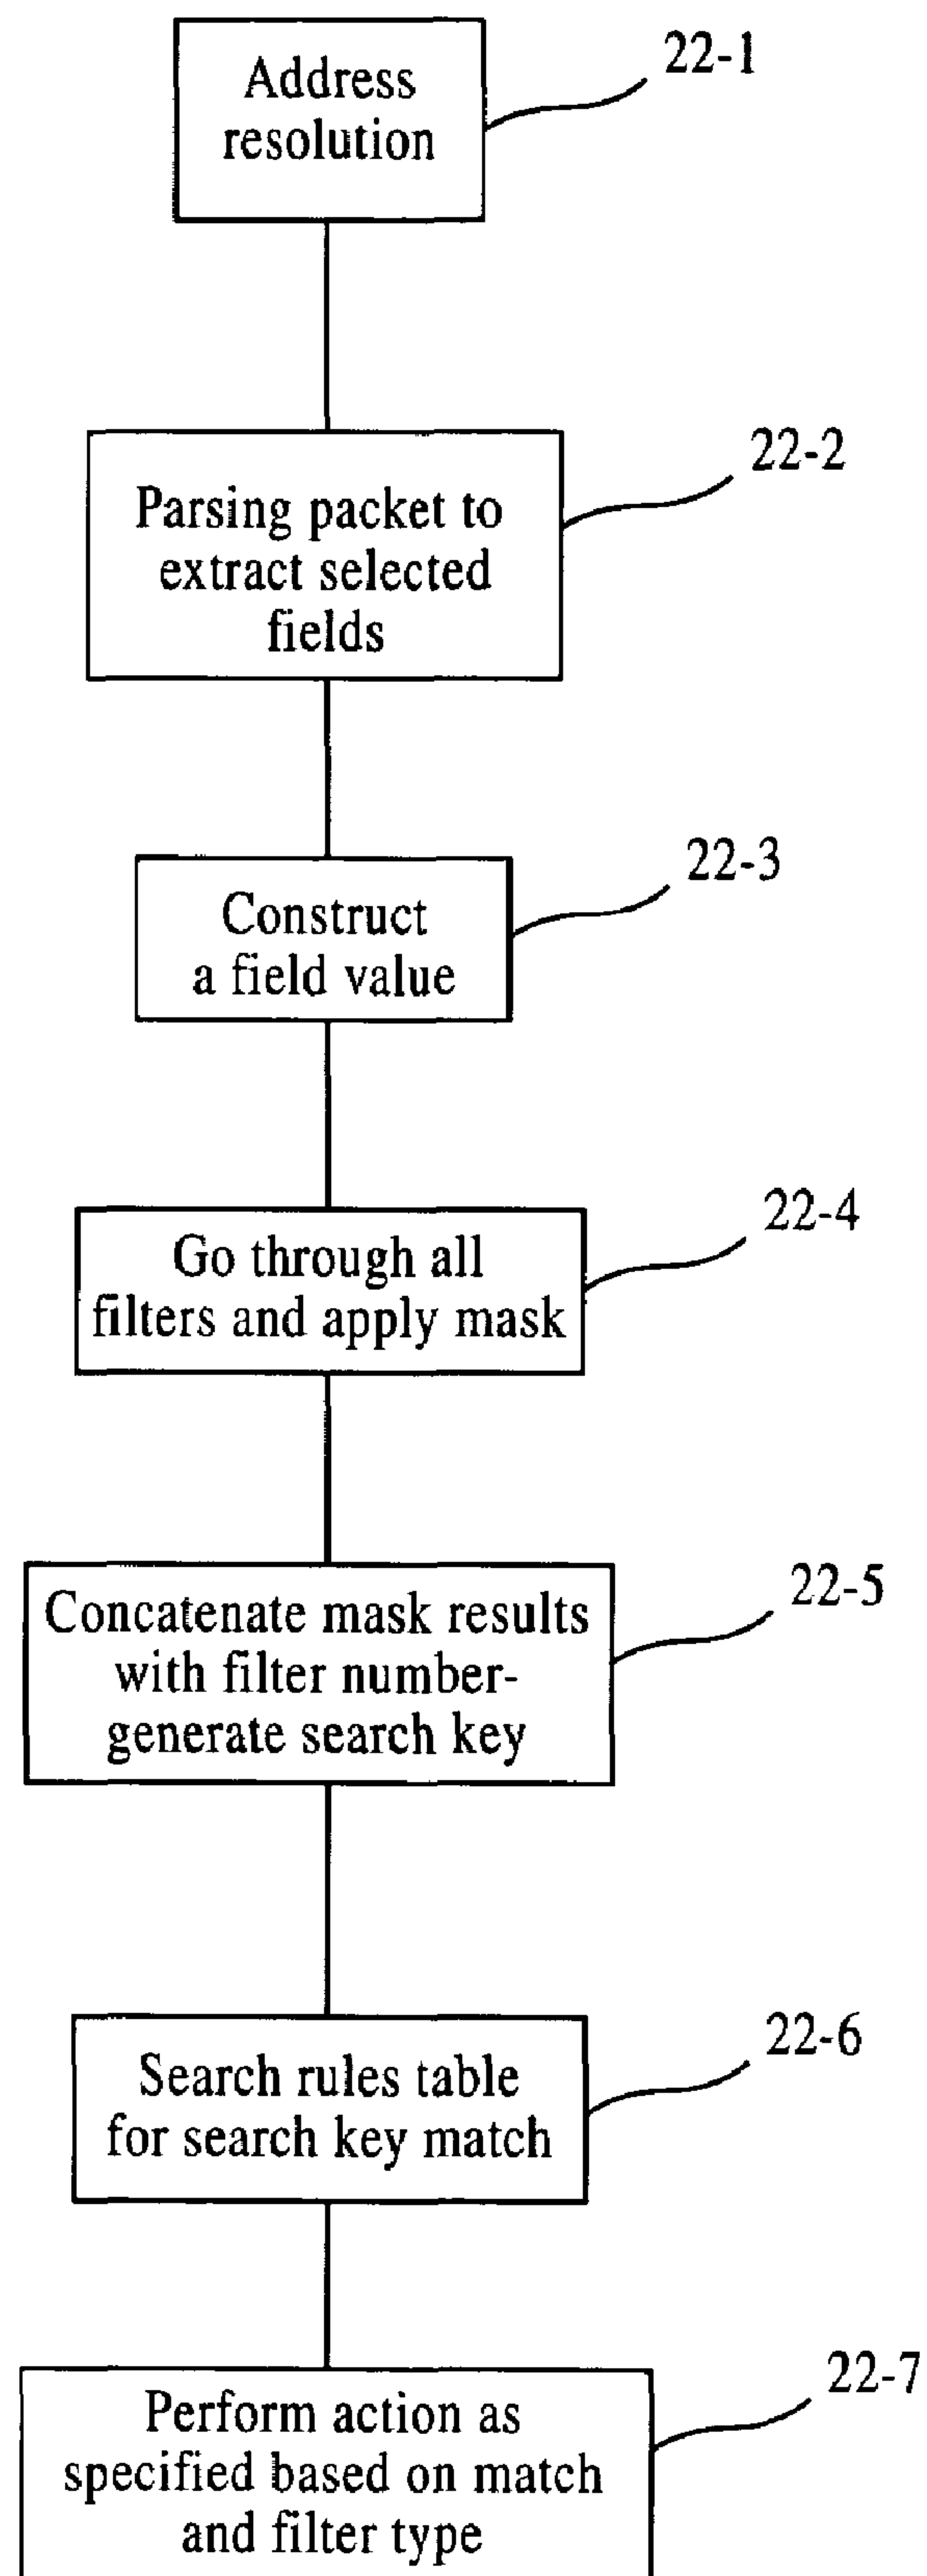 Address
resolution
22-1
Parsing packet to
extract selected
fields
22-2
Construct
a field value
22-3
Go through all
filters and apply mask
22-4
Concatenate mask results
with filter number-
generate search key
22-5
Search rules table
for search key match
22-6
Perform action as
specified based on match
and filter type
22-7